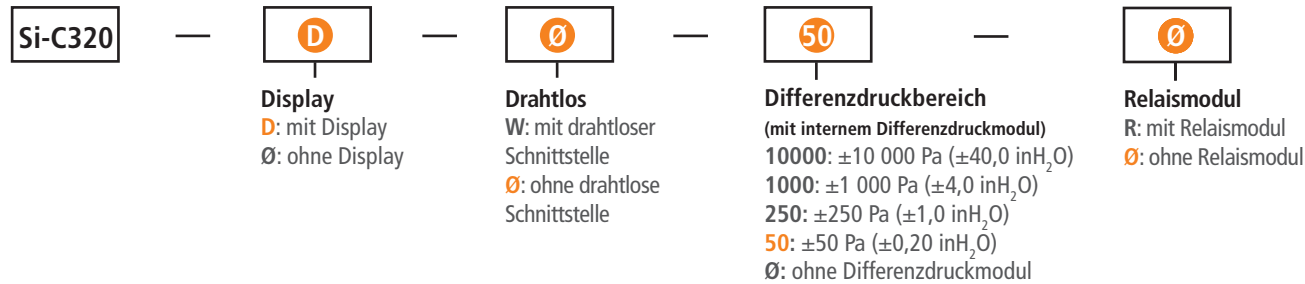 Si-C320 — D — Ø — 50 — Ø
Display
D: mit Display
Ø: ohne Display
Drahtlos
W: mit drahtloser
Schnittstelle
Ø: ohne drahtlose
Schnittstelle
Differenzdruckbereich
(mit internem Differenzdruckmodul)
10000: ±10 000 Pa (±40,0 inH₂O)
1000: ±1 000 Pa (±4,0 inH₂O)
250: ±250 Pa (±1,0 inH₂O)
50: ±50 Pa (±0,20 inH₂O)
Ø: ohne Differenzdruckmodul
Relaismodul
R: mit Relaismodul
Ø: ohne Relaismodul